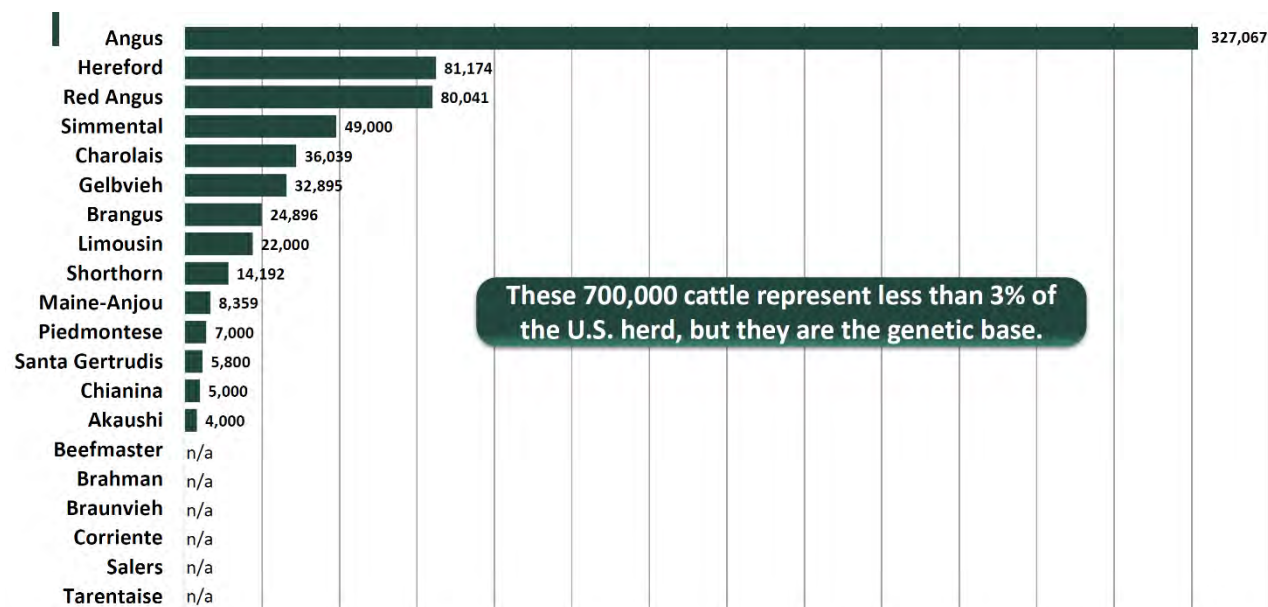 Angus 327,067
Hereford 81,174
Red Angus 80,041
Simmental 49,000
Charolais 36,039
Gelbvieh 32,895
Brangus 24,896
Limousin 22,000
Shorthorn 14,192
Maine-Anjou 8,359
Piedmontese 7,000
Santa Gertrudis 5,800
Chianina 5,000
Akaushi 4,000
Beefmaster n/a
Brahman n/a
Braunvieh n/a
Corriente n/a
Salers n/a
Tarentaise n/a
These 700,000 cattle represent less than 3% of
the U.S. herd, but they are the genetic base.